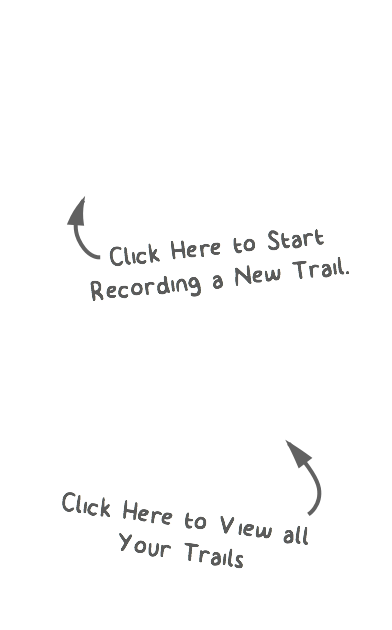 Click Here to Start
Recording a New Trail.
Click Here to View all
Your Trails